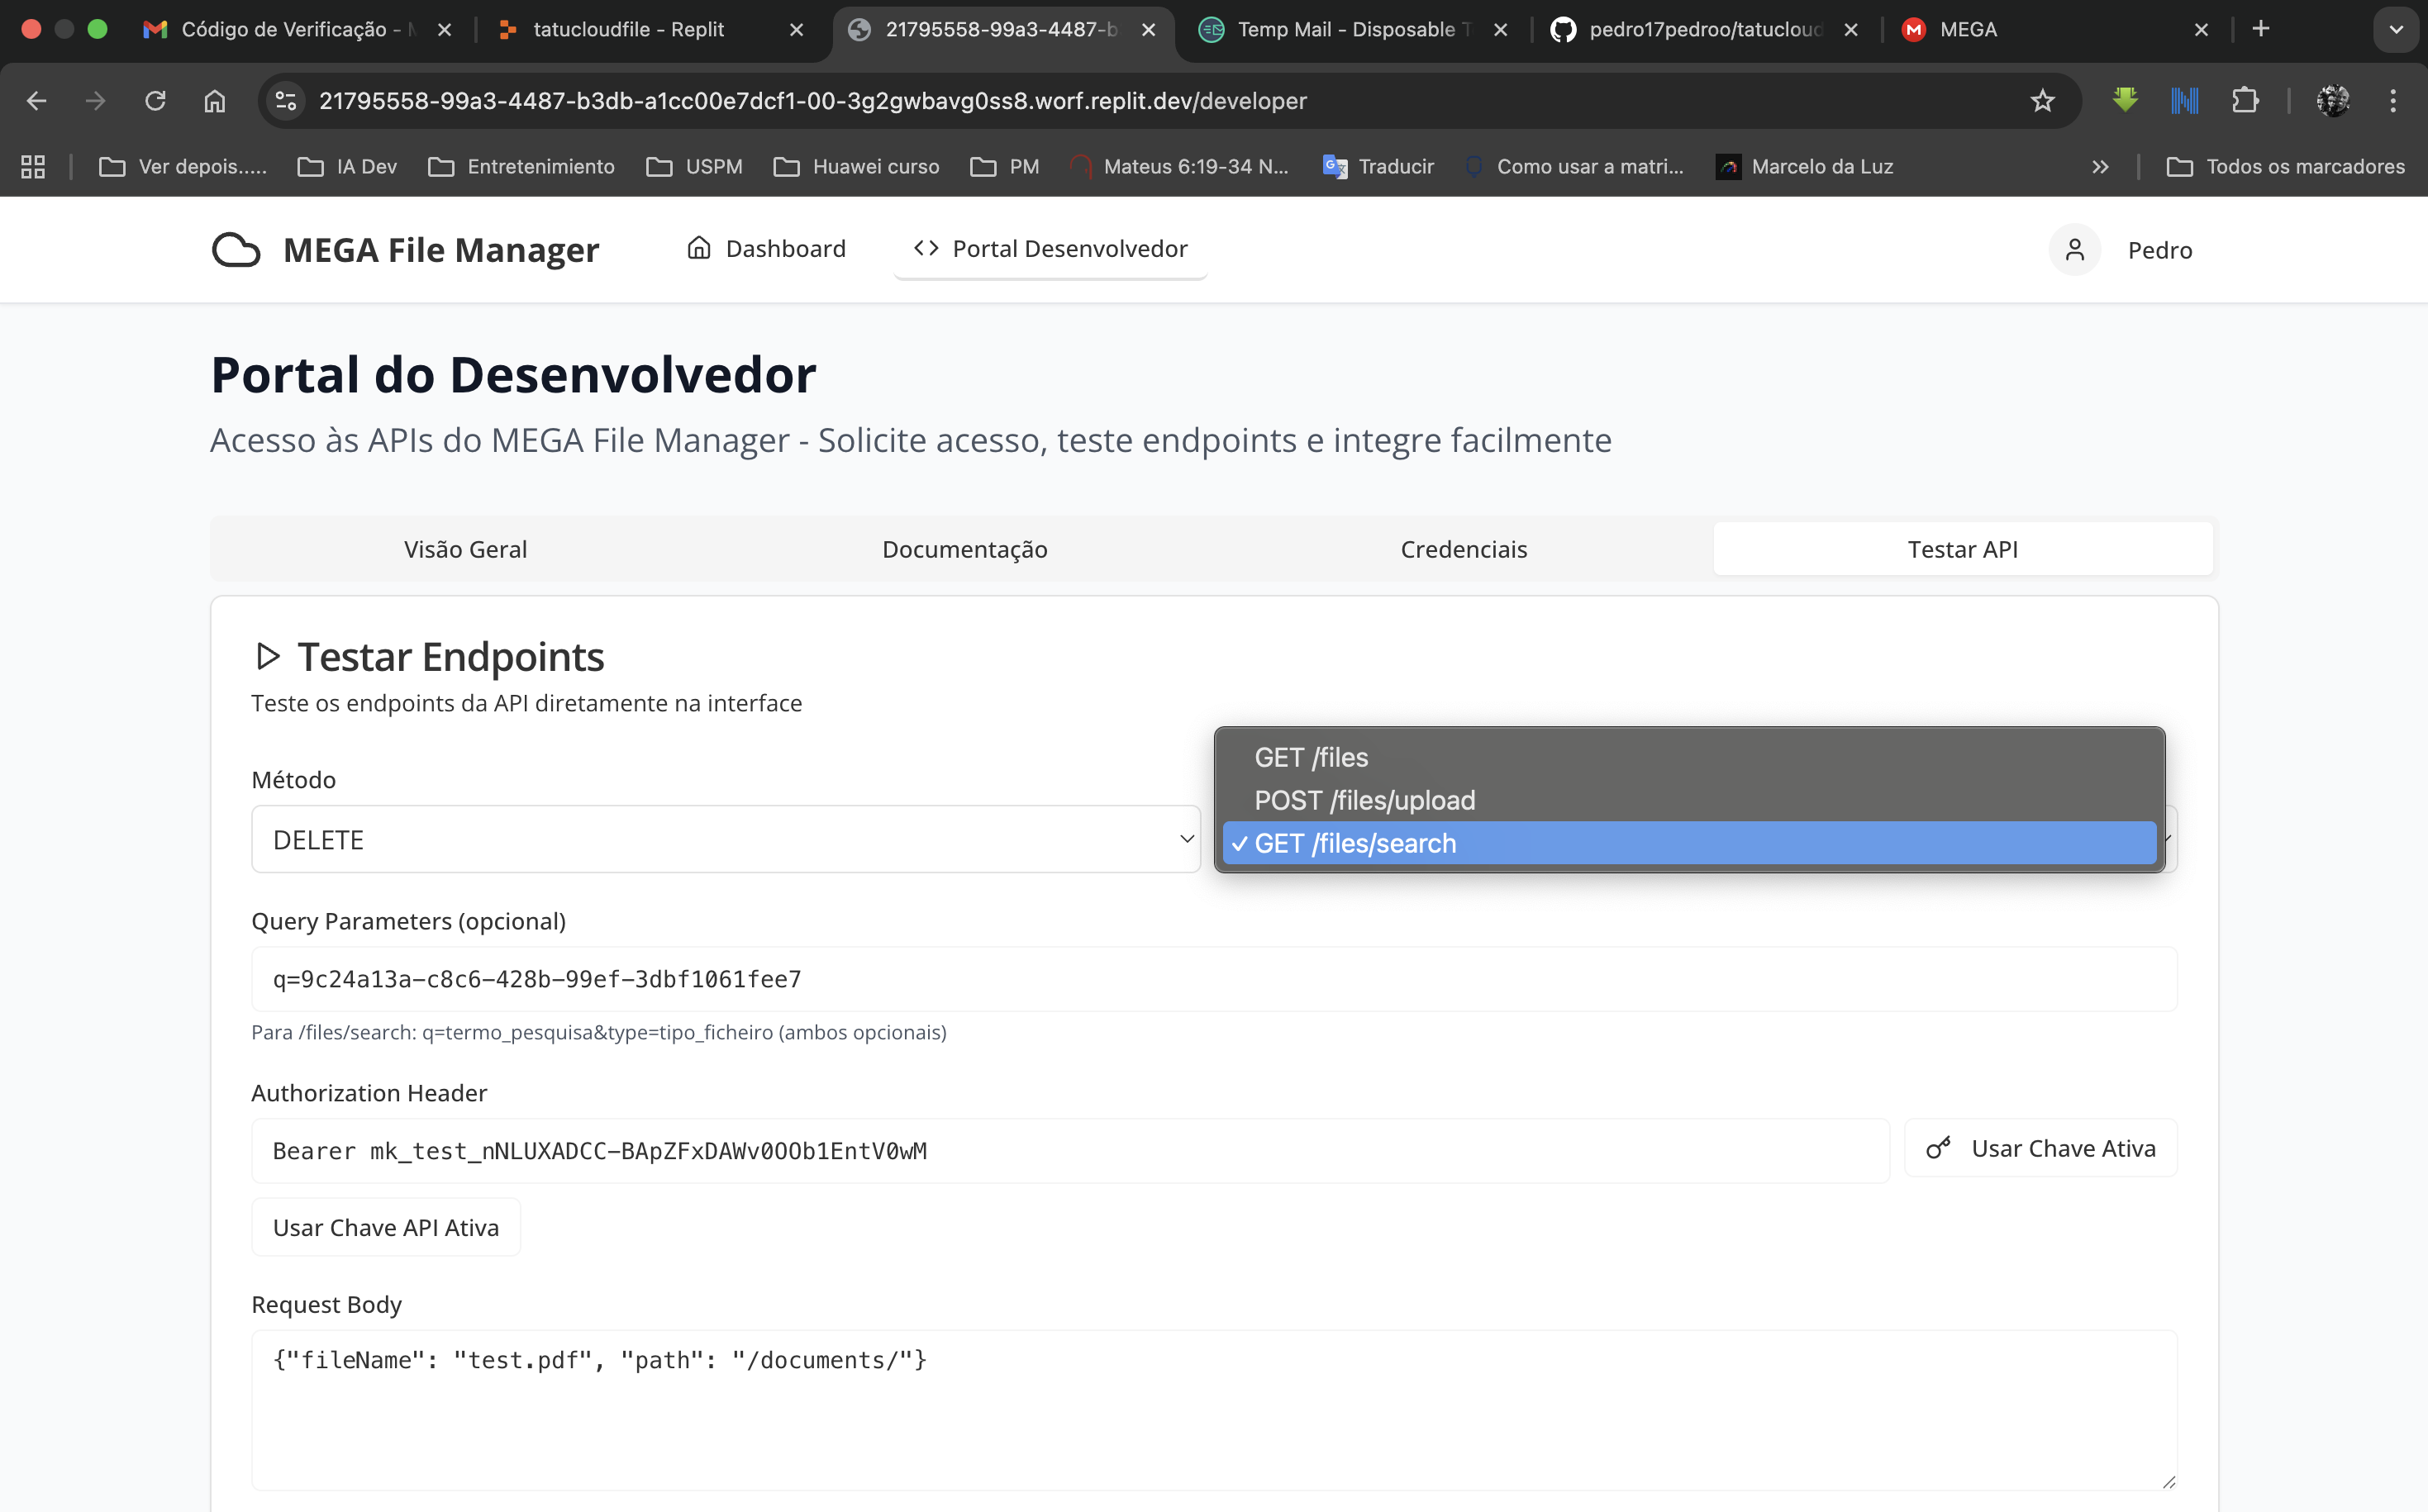 Código de Verificação -
tatucloudfile - Replit
21795558-99a3-4487-b
Temp Mail - Disposable T
pedro17pedroo/tatucloud
MEGA
21795558-99a3-4487-b3db-a1cc00e7dcf1-00-3g2gwbavg0ss8.worf.replit.dev/developer
Ver depois.....
IA Dev
Entretenimiento
USPM
Huawei curso
PM
Mateus 6:19-34 N...
Traducir
Como usar a matri...
Marcelo da Luz
Todos os marcadores
MEGA File Manager
Dashboard
Portal Desenvolvedor
Pedro
Portal do Desenvolvedor
Acesso às APIs do MEGA File Manager - Solicite acesso, teste endpoints e integre facilmente
Visão Geral
Documentação
Credenciais
Testar API
Testar Endpoints
Teste os endpoints da API diretamente na interface
Método
DELETE
GET /files
POST /files/upload
✓ GET /files/search
Query Parameters (opcional)
q=9c24a13a-c8c6-428b-99ef-3dbf1061fee7
Para /files/search: q=termo_pesquisa&type=tipo_ficheiro (ambos opcionais)
Authorization Header
Bearer mk_test_nNLUXADCC-BApZFxDAWv0OOb1EntV0wM
Usar Chave Ativa
Usar Chave API Ativa
Request Body
{"fileName": "test.pdf", "path": "/documents/"}